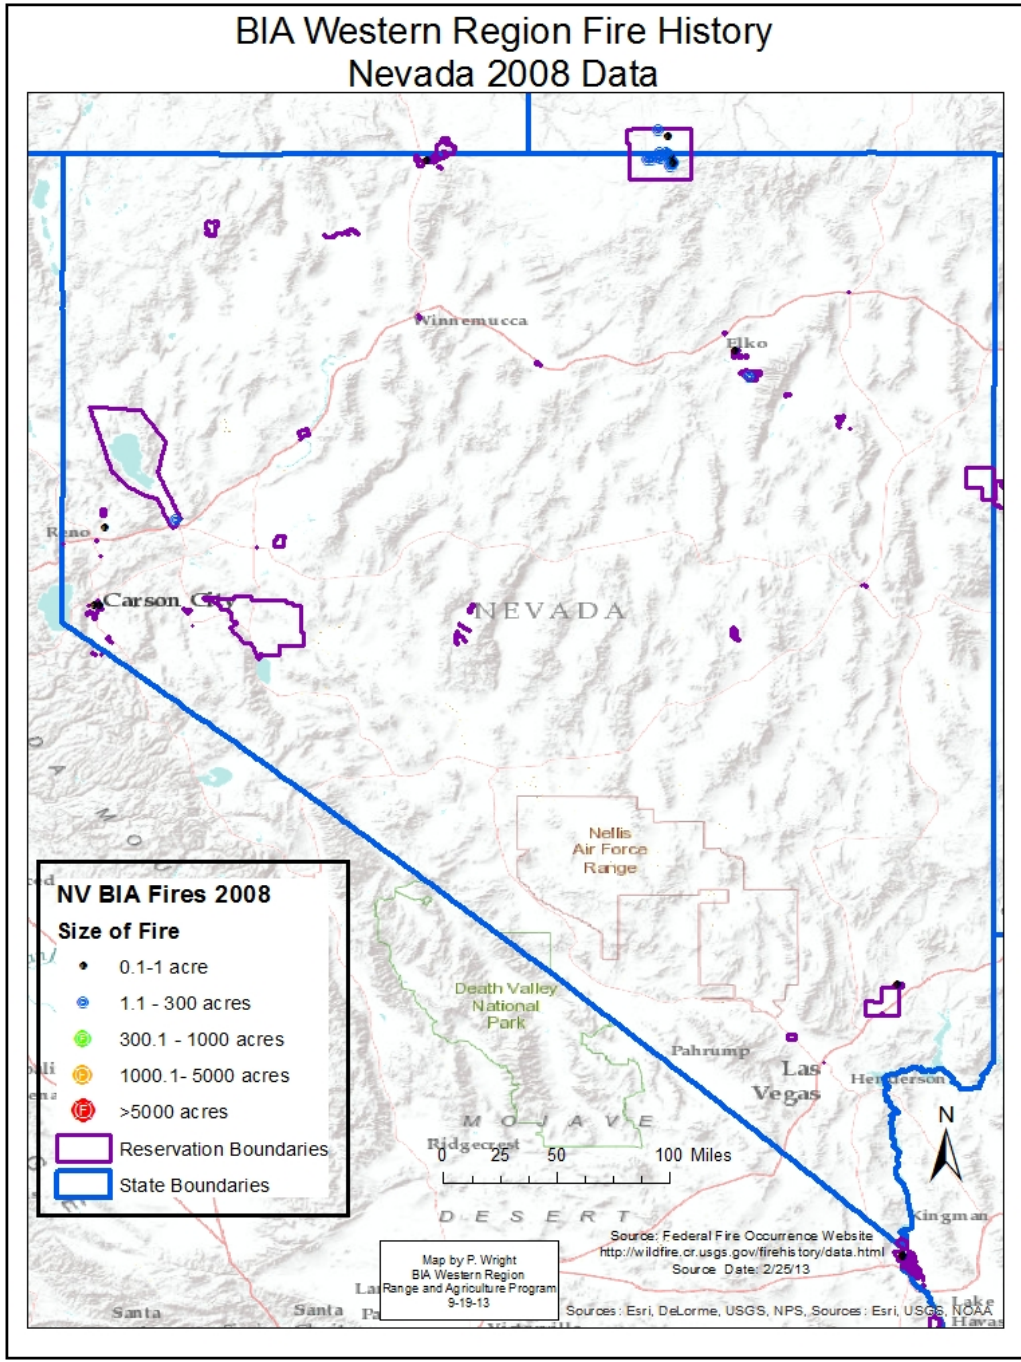 BIA Western Region Fire History
Nevada 2008 Data
Winnemucca
Elko
Reno
Carson City
NEVADA
Nellis
Air Force
Range
Death Valley
National
Park
Pahrump
Las
Vegas
Henderson
MOJAVE
DESERT
Ridgecrest
0 25 50 100 Miles
N
Kingman
NV BIA Fires 2008
Size of Fire
0.1-1 acre
1.1 - 300 acres
300.1 - 1000 acres
1000.1- 5000 acres
>5000 acres
Reservation Boundaries
State Boundaries
Map by P. Wright
BIA Western Region
Range and Agriculture Program
9-19-13
Source: Federal Fire Occurrence Website
http://wildfire.cr.usgs.gov/firehistory/data.html
Source Date: 2/25/13
Sources: Esri, DeLorme, USGS, NPS, Sources: Esri, USGS, NOAA
Lake
Havas
Santa
Santa